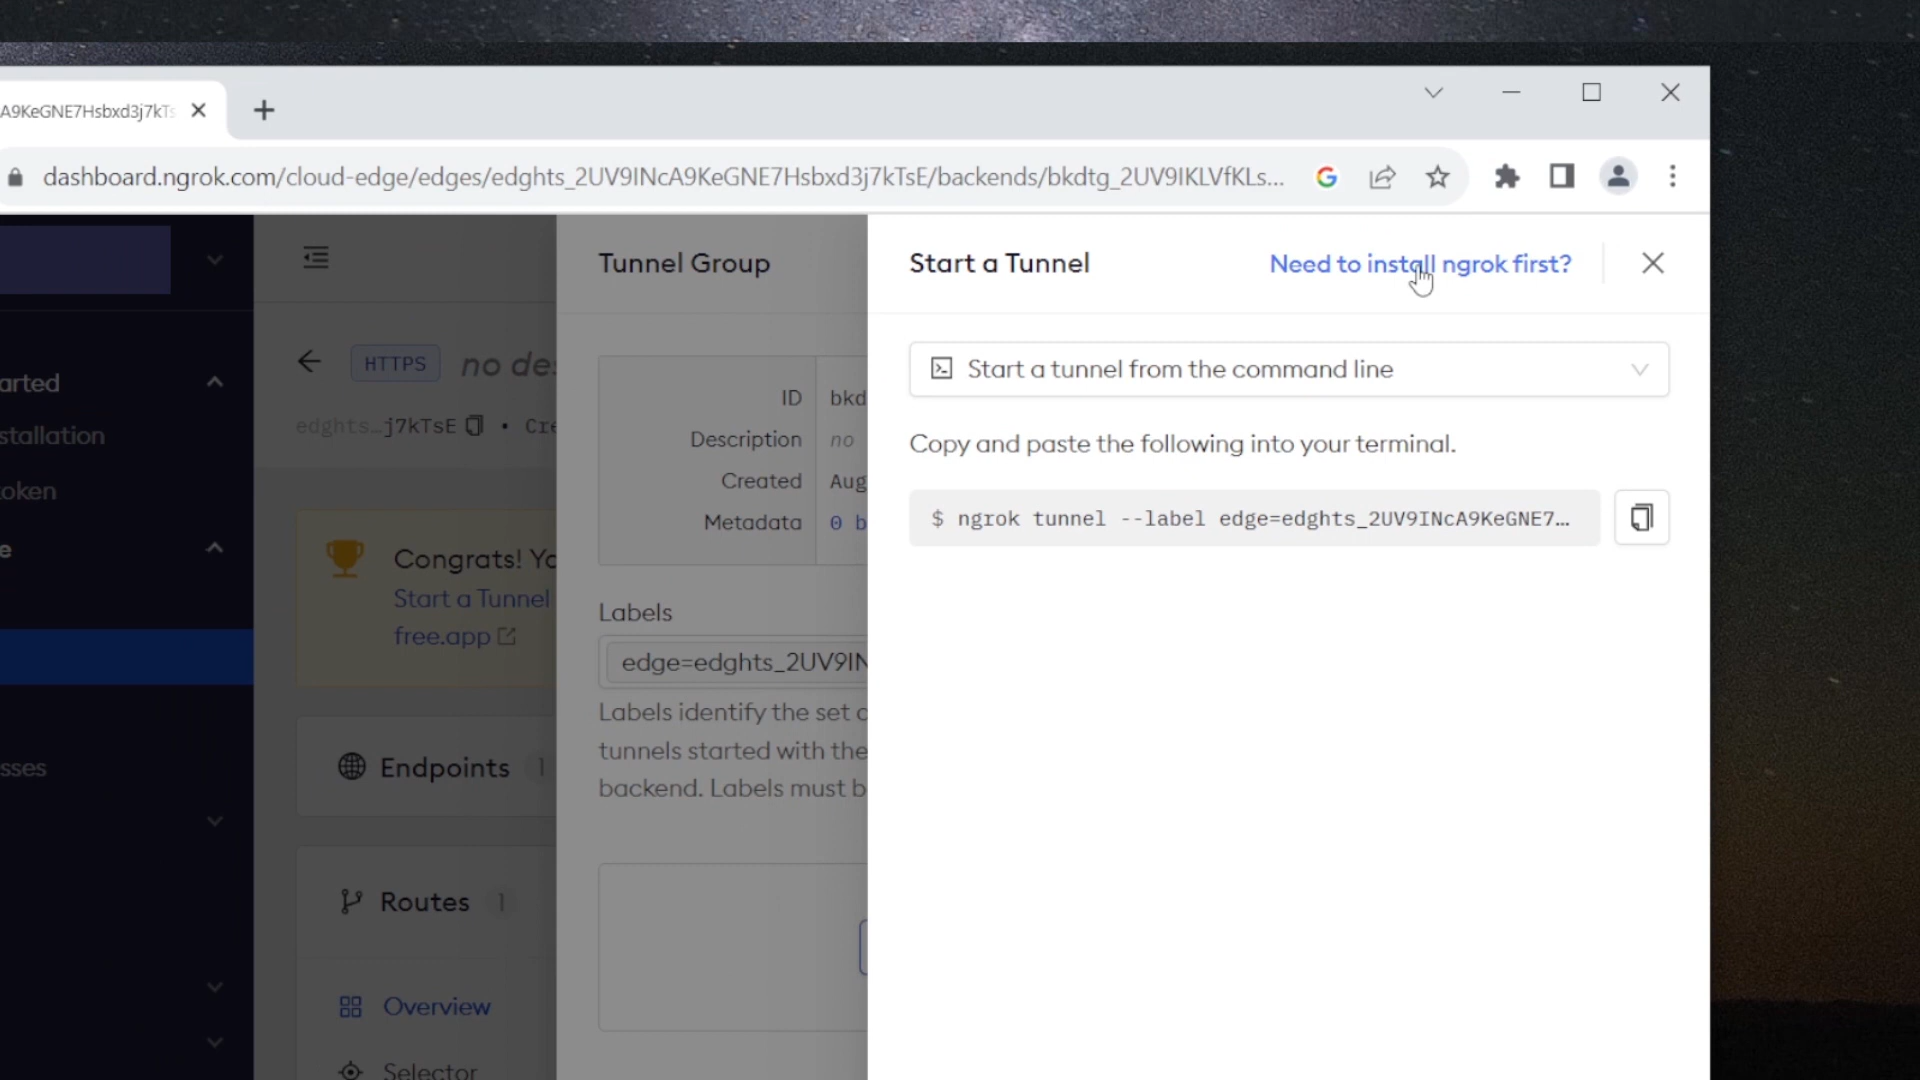 A9KeGNE7Hsbxd3j7kTs
dashboard.ngrok.com/cloud-edge/edges/edghts_2UV9INcA9KeGNE7Hsbxd3j7kTsE/backends/bkdtg_2UV9IKLVfKLs...
arted
stallation
oken
e
sses
HTTPS no des
edghts…j7kTsE • Cre
Congrats! Yo
Start a Tunnel
free.app
Endpoints 1
Routes 1
Overview
Selector
Tunnel Group
ID bkd
Description no
Created Aug
Metadata 0 b
Labels
edge=edghts_2UV9IN
Labels identify the set o
tunnels started with the
backend. Labels must b
Start a Tunnel
Need to install ngrok first?
Start a tunnel from the command line
Copy and paste the following into your terminal.
$ ngrok tunnel --label edge=edghts_2UV9INcA9KeGNE7…